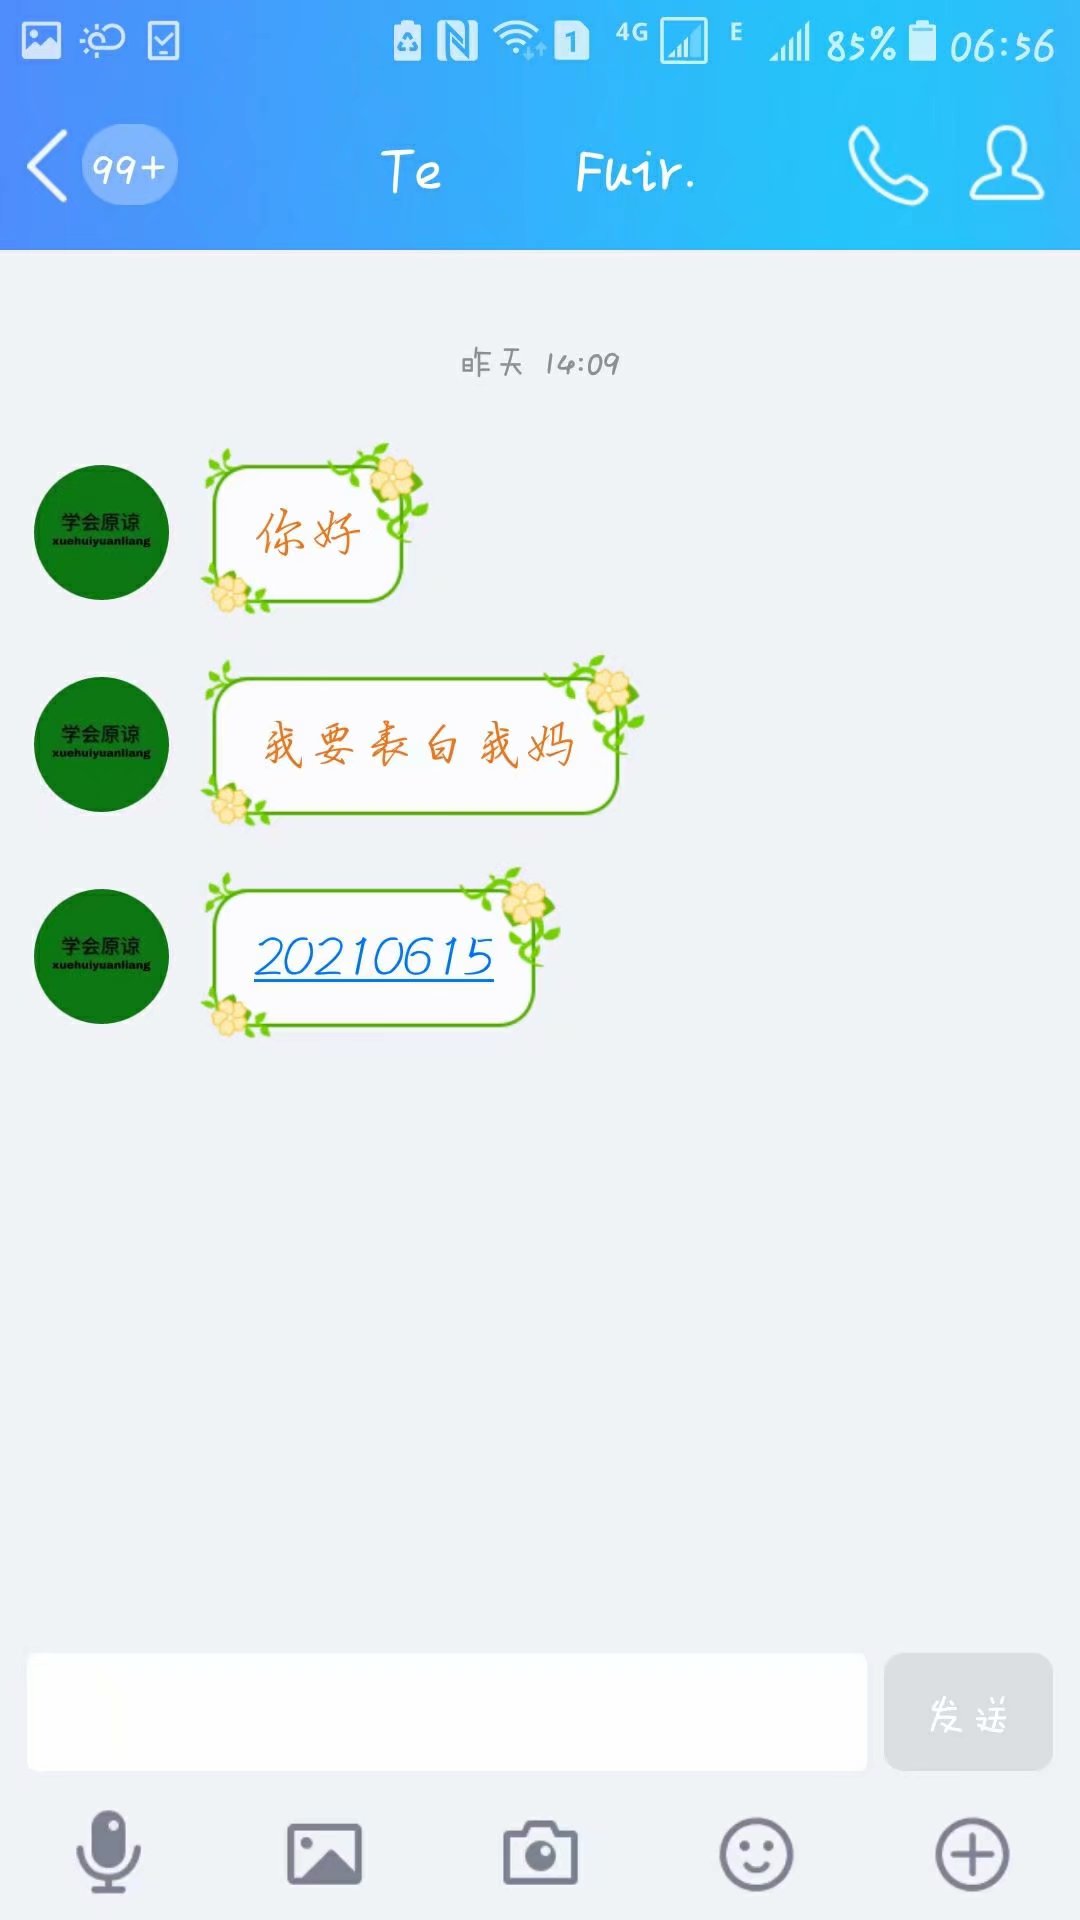 1 4G E 85% 06:56
99+ Te Fuir.
昨天 14:09
学会原谅
xuehuiyuanliang
你好
学会原谅
xuehuiyuanliang
我要表白我妈
学会原谅
xuehuiyuanliang
20210615
发送